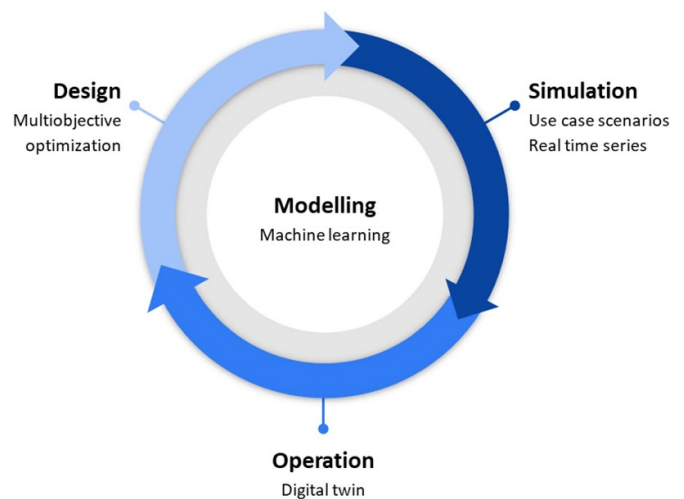 Design
Multiobjective
optimization
Simulation
Use case scenarios
Real time series
Modelling
Machine learning
Operation
Digital twin